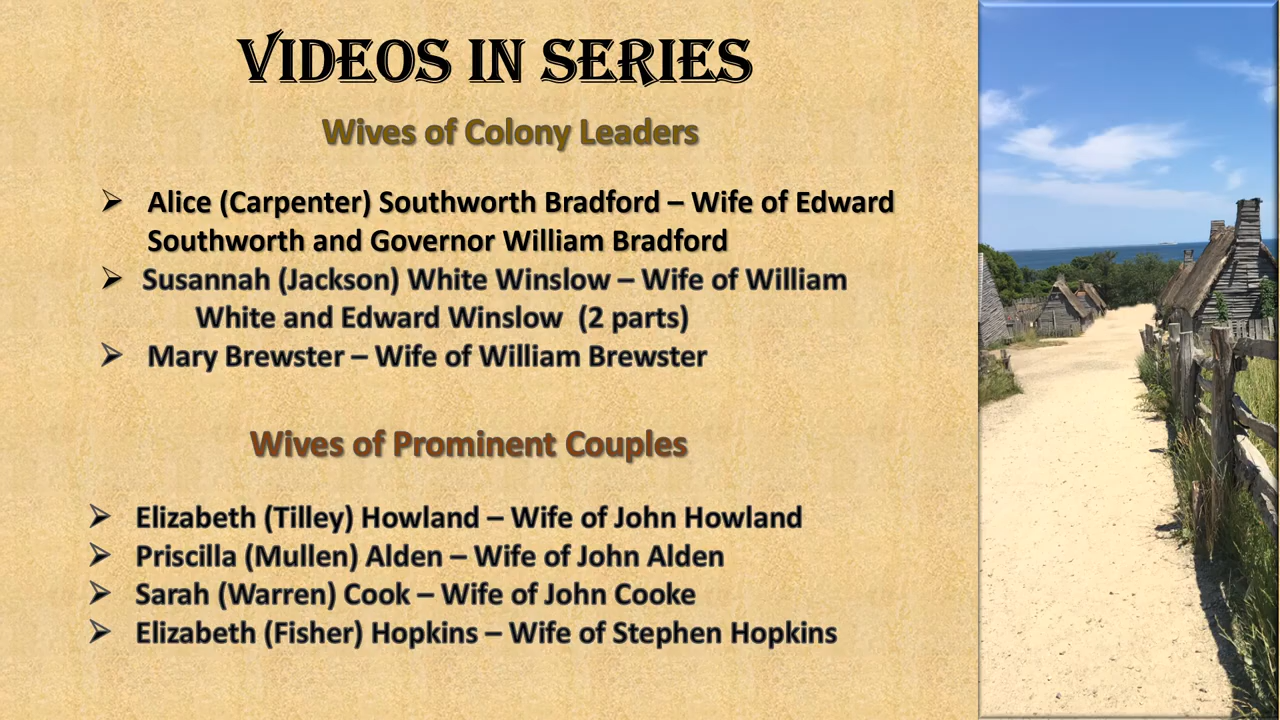 VIDEOS IN SERIES
Wives of Colony Leaders
➢ Alice (Carpenter) Southworth Bradford – Wife of Edward
Southworth and Governor William Bradford
➢ Susannah (Jackson) White Winslow – Wife of William
White and Edward Winslow (2 parts)
➢ Mary Brewster – Wife of William Brewster
Wives of Prominent Couples
➢ Elizabeth (Tilley) Howland – Wife of John Howland
➢ Priscilla (Mullen) Alden – Wife of John Alden
➢ Sarah (Warren) Cook – Wife of John Cooke
➢ Elizabeth (Fisher) Hopkins – Wife of Stephen Hopkins